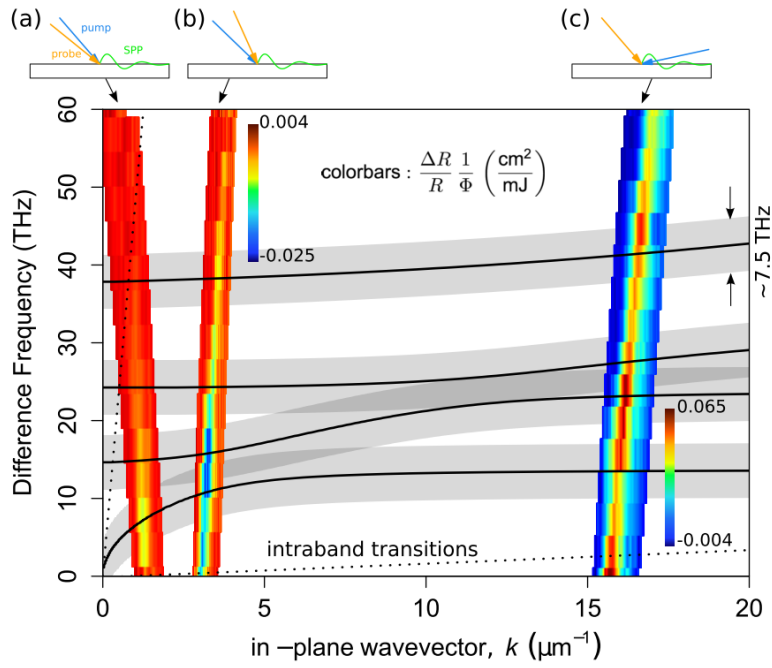 (a)
(b)
(c)
pump
probe
SPP
60
50
40
30
20
10
0
Difference Frequency (THz)
0.004
-0.025
colorbars : ΔR/R 1/Φ (cm²/mJ)
~7.5 THz
0.065
-0.004
intraband transitions
0 5 10 15 20
in –plane wavevector, k (μm⁻¹)